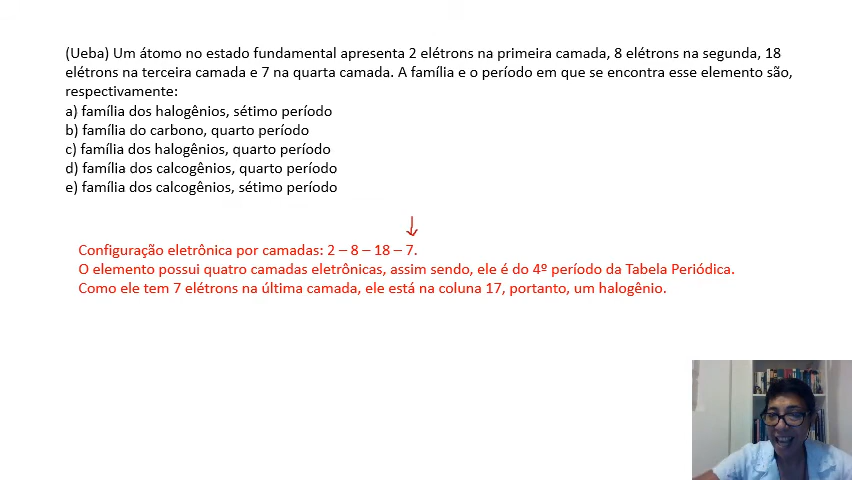 (Ueba) Um átomo no estado fundamental apresenta 2 elétrons na primeira camada, 8 elétrons na segunda, 18
elétrons na terceira camada e 7 na quarta camada. A família e o período em que se encontra esse elemento são,
respectivamente:
a) família dos halogênios, sétimo período
b) família do carbono, quarto período
c) família dos halogênios, quarto período
d) família dos calcogênios, quarto período
e) família dos calcogênios, sétimo período
Configuração eletrônica por camadas: 2 – 8 – 18 – 7.
O elemento possui quatro camadas eletrônicas, assim sendo, ele é do 4º período da Tabela Periódica.
Como ele tem 7 elétrons na última camada, ele está na coluna 17, portanto, um halogênio.